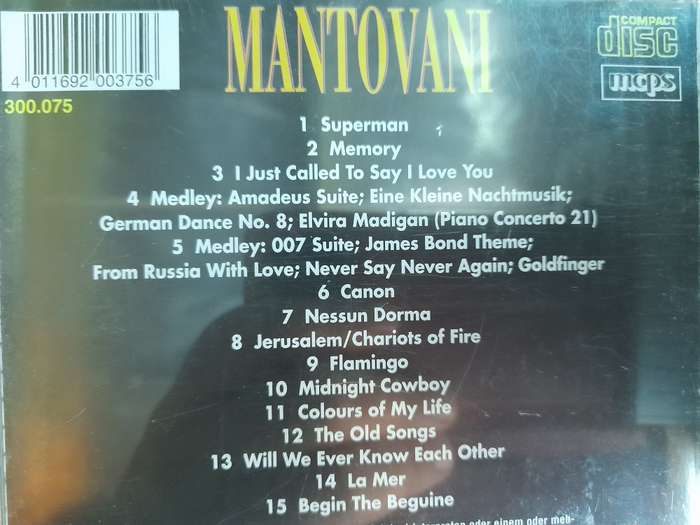 MANTOVANI
COMPACT
disc
mcps
4 011692 003756
300.075
1 Superman
2 Memory
3 I Just Called To Say I Love You
4 Medley: Amadeus Suite; Eine Kleine Nachtmusik;
German Dance No. 8; Elvira Madigan (Piano Concerto 21)
5 Medley: 007 Suite; James Bond Theme;
From Russia With Love; Never Say Never Again; Goldfinger
6 Canon
7 Nessun Dorma
8 Jerusalem/Chariots of Fire
9 Flamingo
10 Midnight Cowboy
11 Colours of My Life
12 The Old Songs
13 Will We Ever Know Each Other
14 La Mer
15 Begin The Beguine
oder einem oder meh-